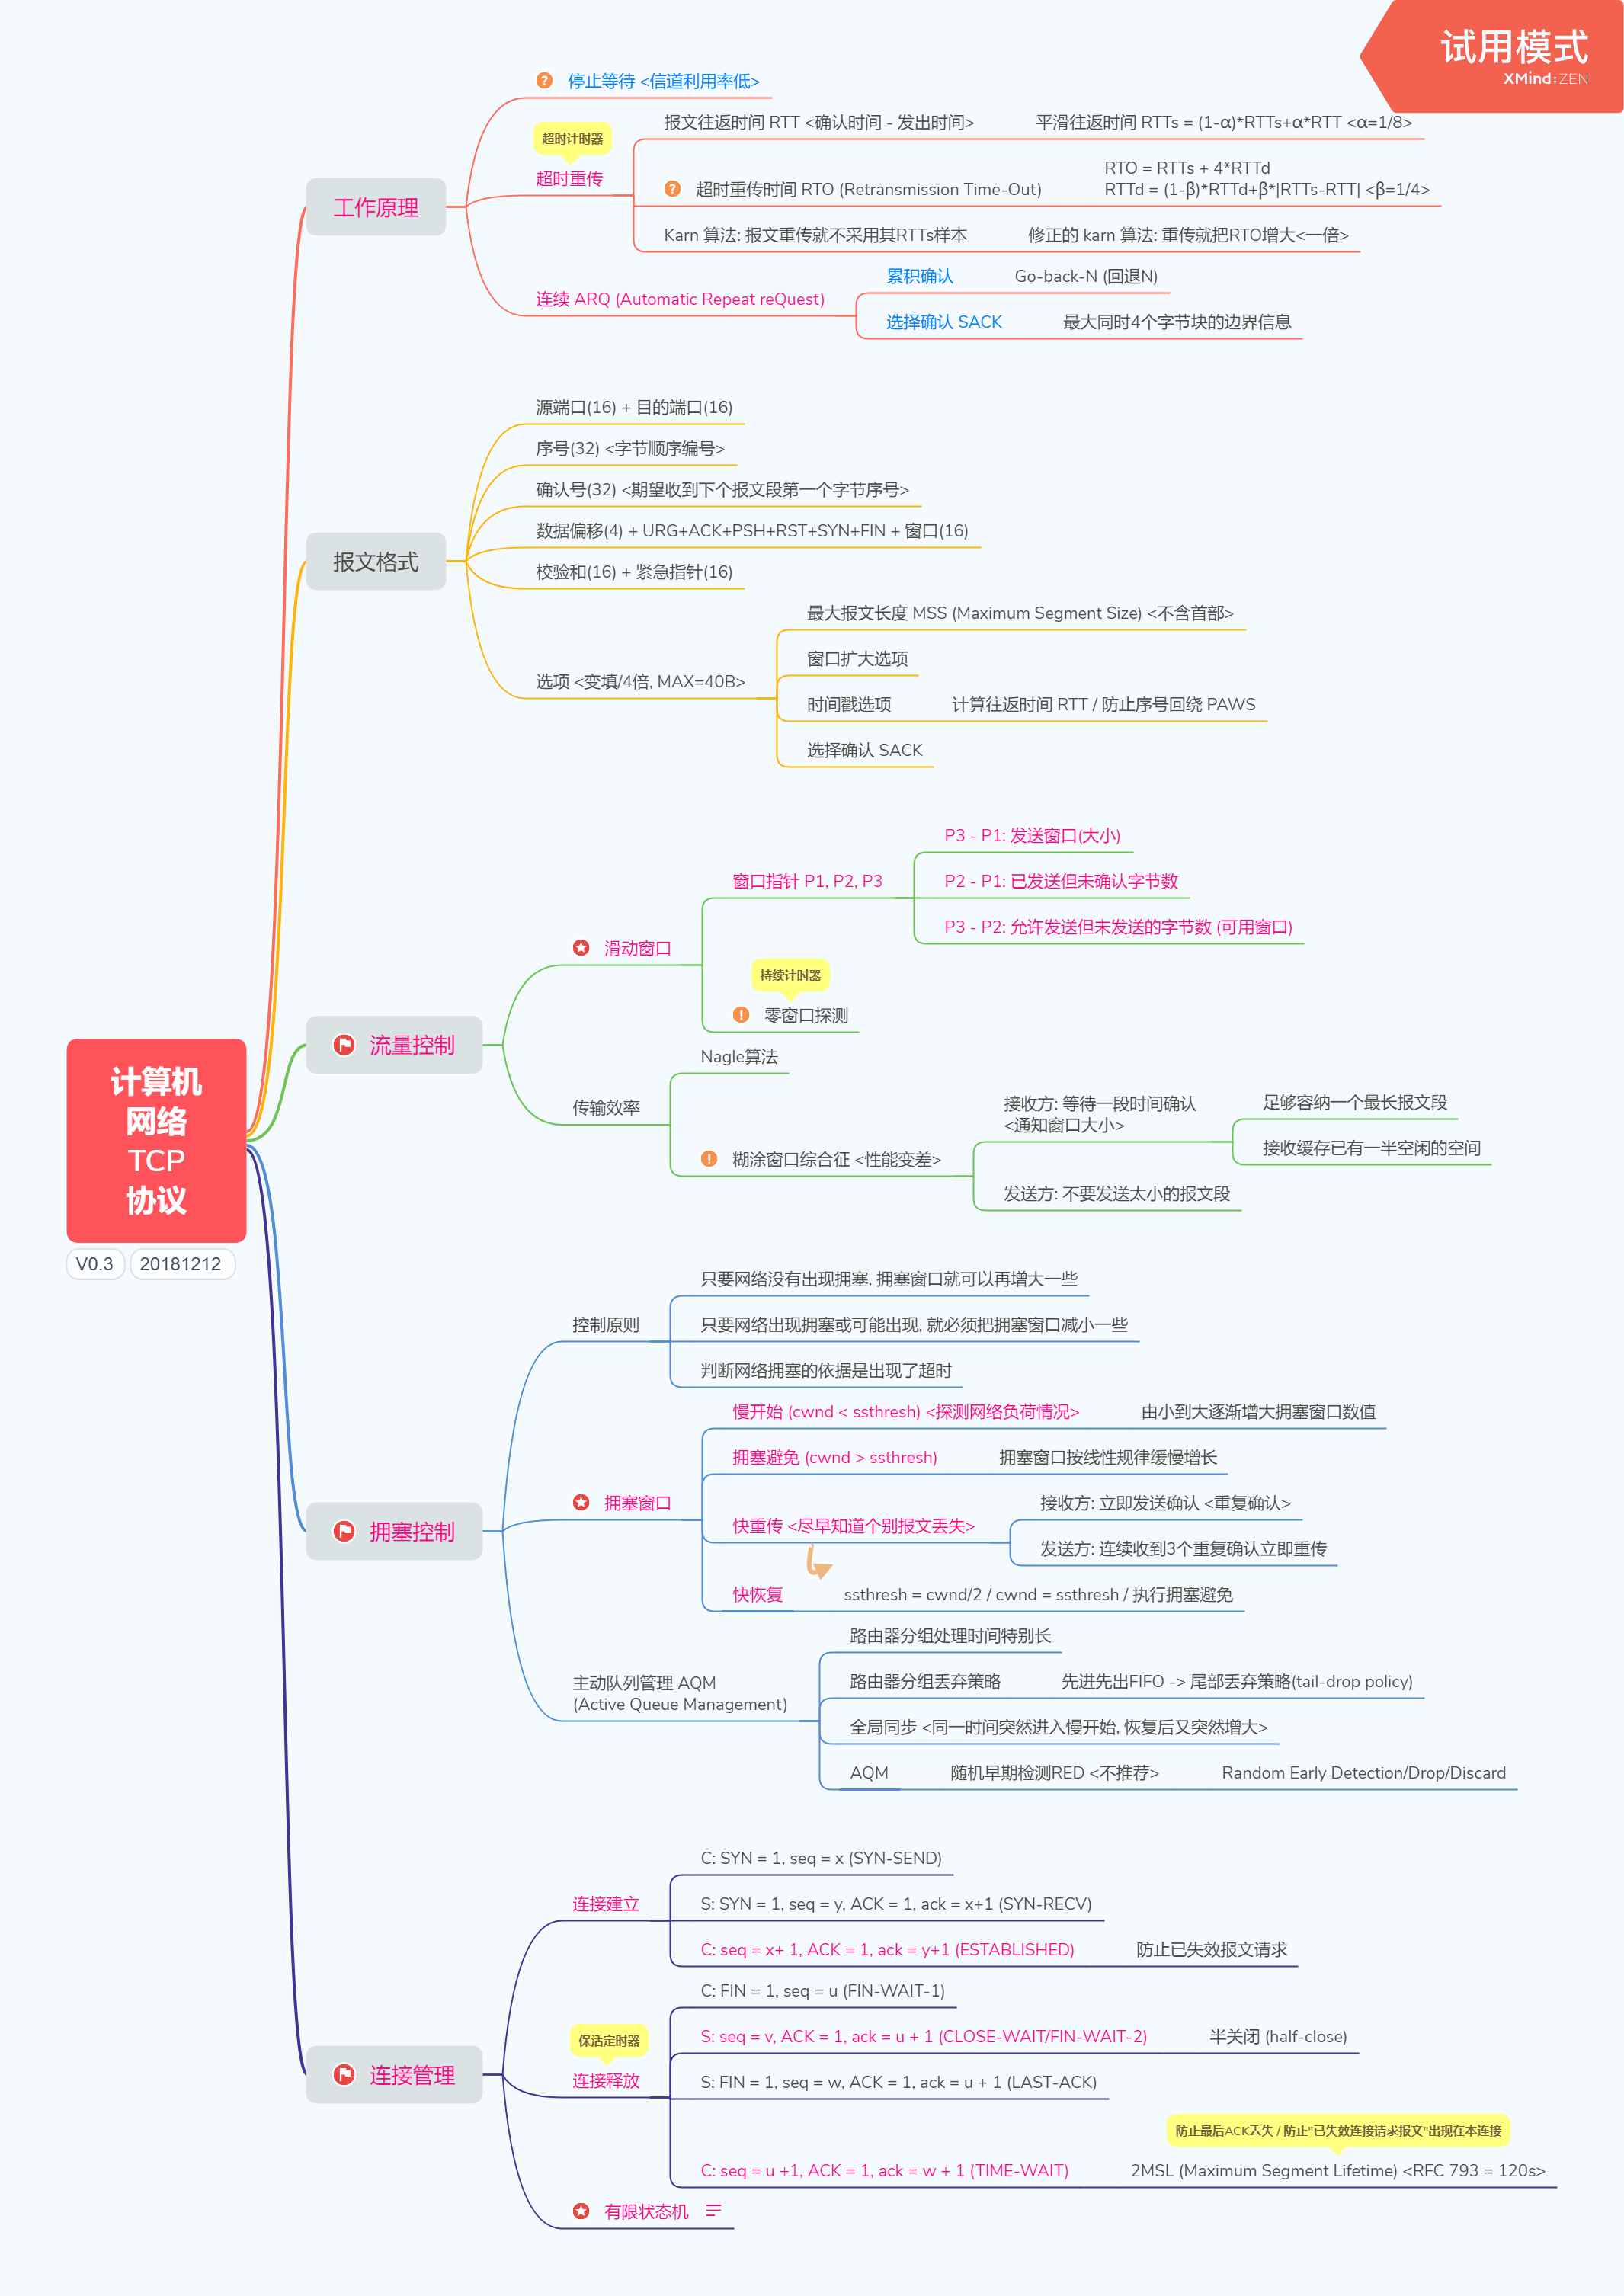 试用模式
XMind:ZEN
计算机
网络
TCP
协议
V0.3
20181212
工作原理
停止等待 <信道利用率低>
超时计时器
超时重传
报文往返时间 RTT <确认时间 - 发出时间>
平滑往返时间 RTTs = (1-α)*RTTs+α*RTT <α=1/8>
超时重传时间 RTO (Retransmission Time-Out)
RTO = RTTs + 4*RTTd
RTTd = (1-β)*RTTd+β*|RTTs-RTT| <β=1/4>
Karn 算法: 报文重传就不采用其RTTs样本
修正的 karn 算法: 重传就把RTO增大<一倍>
连续 ARQ (Automatic Repeat reQuest)
累积确认
Go-back-N (回退N)
选择确认 SACK
最大同时4个字节块的边界信息
报文格式
源端口(16) + 目的端口(16)
序号(32) <字节顺序编号>
确认号(32) <期望收到下个报文段第一个字节序号>
数据偏移(4) + URG+ACK+PSH+RST+SYN+FIN + 窗口(16)
校验和(16) + 紧急指针(16)
选项 <变填/4倍, MAX=40B>
最大报文长度 MSS (Maximum Segment Size) <不含首部>
窗口扩大选项
时间戳选项
计算往返时间 RTT / 防止序号回绕 PAWS
选择确认 SACK
流量控制
滑动窗口
窗口指针 P1, P2, P3
P3 - P1: 发送窗口(大小)
P2 - P1: 已发送但未确认字节数
P3 - P2: 允许发送但未发送的字节数 (可用窗口)
持续计时器
零窗口探测
传输效率
Nagle算法
糊涂窗口综合征 <性能变差>
接收方: 等待一段时间确认
<通知窗口大小>
足够容纳一个最长报文段
接收缓存已有一半空闲的空间
发送方: 不要发送太小的报文段
拥塞控制
控制原则
只要网络没有出现拥塞, 拥塞窗口就可以再增大一些
只要网络出现拥塞或可能出现, 就必须把拥塞窗口减小一些
判断网络拥塞的依据是出现了超时
拥塞窗口
慢开始 (cwnd < ssthresh) <探测网络负荷情况>
由小到大逐渐增大拥塞窗口数值
拥塞避免 (cwnd > ssthresh)
拥塞窗口按线性规律缓慢增长
快重传 <尽早知道个别报文丢失>
接收方: 立即发送确认 <重复确认>
发送方: 连续收到3个重复确认立即重传
快恢复
ssthresh = cwnd/2 / cwnd = ssthresh / 执行拥塞避免
主动队列管理 AQM
(Active Queue Management)
路由器分组处理时间特别长
路由器分组丢弃策略
先进先出FIFO -> 尾部丢弃策略(tail-drop policy)
全局同步 <同一时间突然进入慢开始, 恢复后又突然增大>
AQM
随机早期检测RED <不推荐>
Random Early Detection/Drop/Discard
连接管理
连接建立
C: SYN = 1, seq = x (SYN-SEND)
S: SYN = 1, seq = y, ACK = 1, ack = x+1 (SYN-RECV)
C: seq = x+ 1, ACK = 1, ack = y+1 (ESTABLISHED)
防止已失效报文请求
保活定时器
连接释放
C: FIN = 1, seq = u (FIN-WAIT-1)
S: seq = v, ACK = 1, ack = u + 1 (CLOSE-WAIT/FIN-WAIT-2)
半关闭 (half-close)
S: FIN = 1, seq = w, ACK = 1, ack = u + 1 (LAST-ACK)
C: seq = u +1, ACK = 1, ack = w + 1 (TIME-WAIT)
防止最后ACK丢失 / 防止"已失效连接请求报文"出现在本连接
2MSL (Maximum Segment Lifetime) <RFC 793 = 120s>
有限状态机